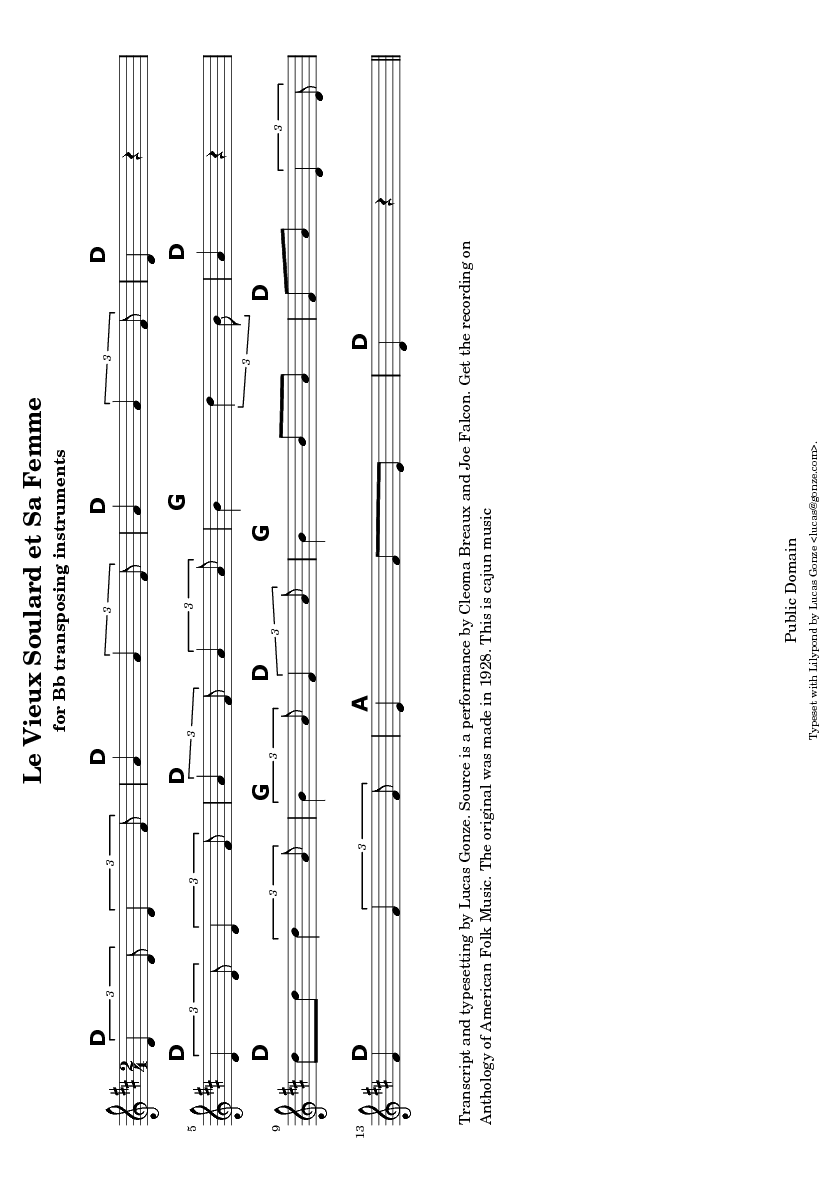 Le Vieux Soulard et Sa Femme
for Bb transposing instruments
D D D D
3 3 3 3
2
4
5
D D G D
3 3 3 3 3
9
D G D G D
3 3 3 3
13
D A D
3
Transcript and typesetting by Lucas Gonze. Source is a performance by Cleoma Breaux and Joe Falcon. Get the recording on
Anthology of American Folk Music. The original was made in 1928. This is cajun music
Public Domain
Typeset with Lilypond by Lucas Gonze <lucas@gonze.com>.